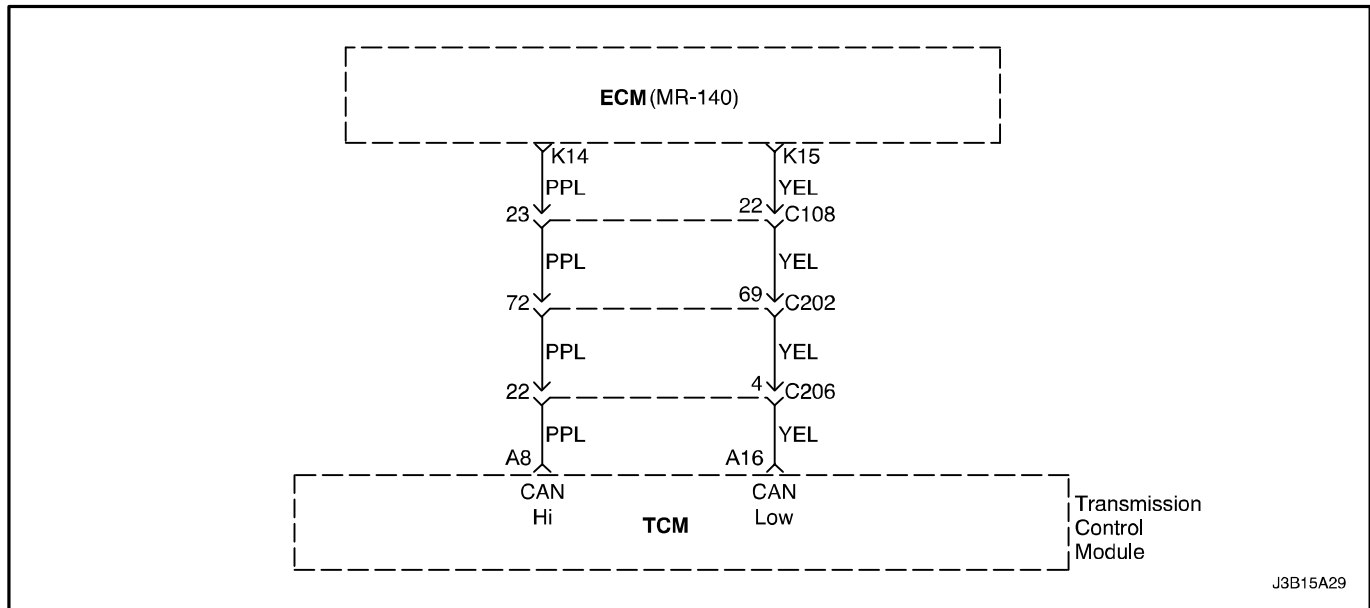 ECM (MR-140)
K14 K15
PPL YEL
23 22 C108
PPL YEL
72 69 C202
PPL YEL
22 4 C206
PPL YEL
A8 A16
CAN Hi
CAN Low
TCM
Transmission
Control
Module
J3B15A29